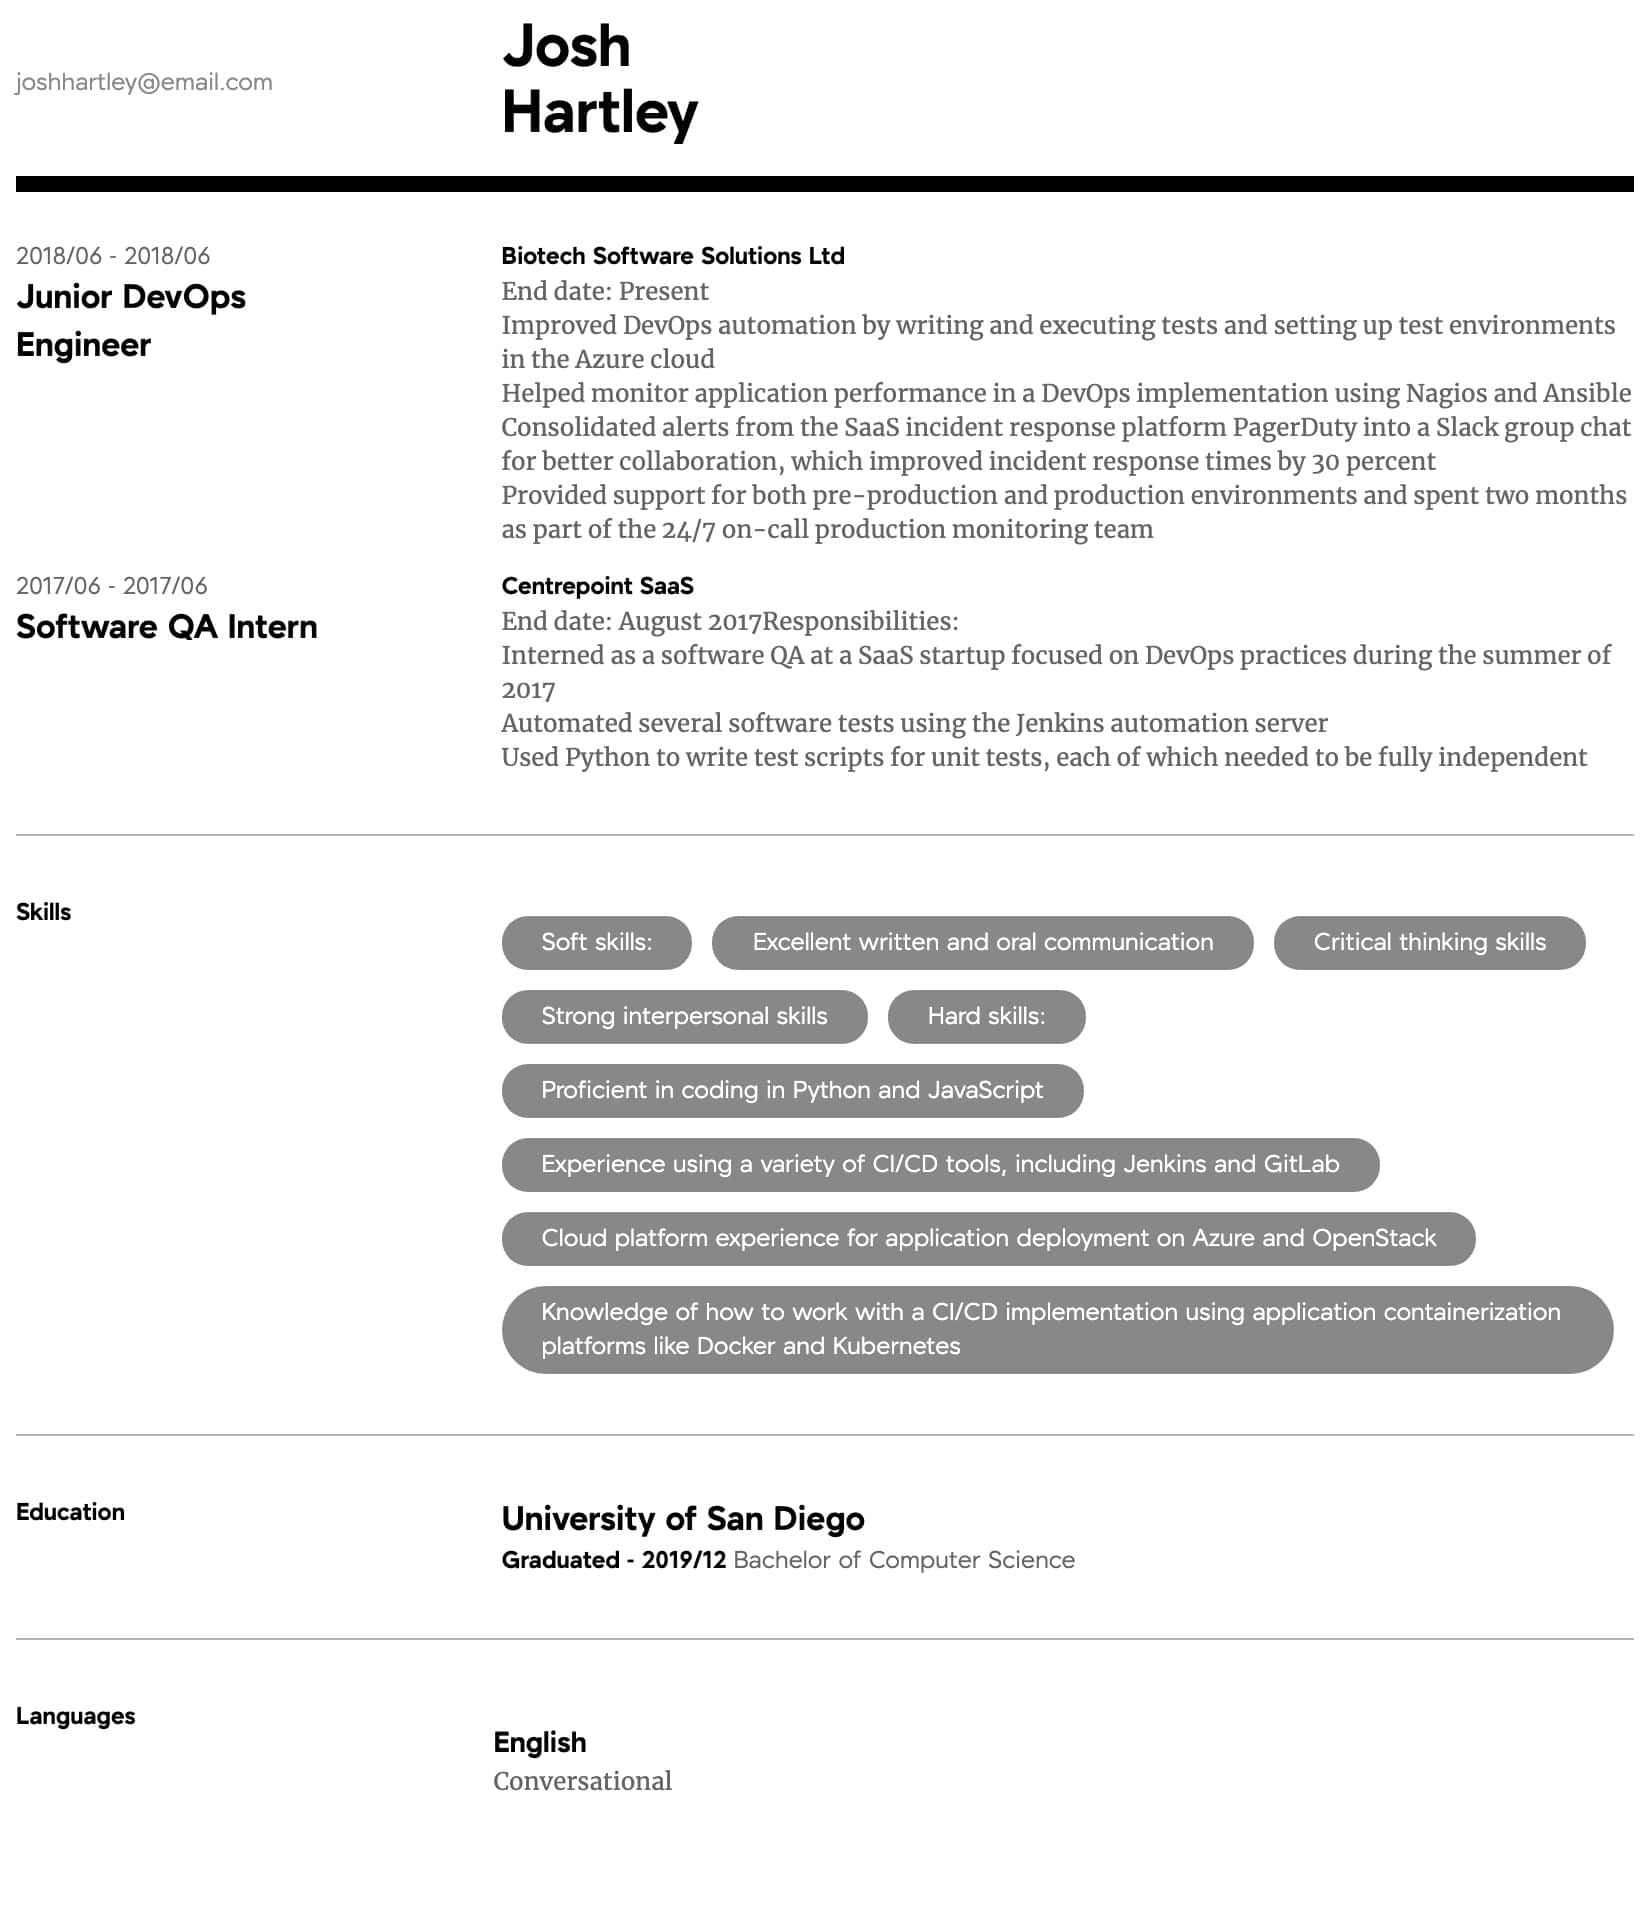 joshhartley@email.com
Josh
Hartley
2018/06 - 2018/06
Junior DevOps
Engineer
Biotech Software Solutions Ltd
End date: Present
Improved DevOps automation by writing and executing tests and setting up test environments
in the Azure cloud
Helped monitor application performance in a DevOps implementation using Nagios and Ansible
Consolidated alerts from the SaaS incident response platform PagerDuty into a Slack group chat
for better collaboration, which improved incident response times by 30 percent
Provided support for both pre-production and production environments and spent two months
as part of the 24/7 on-call production monitoring team
2017/06 - 2017/06
Software QA Intern
Centrepoint SaaS
End date: August 2017Responsibilities:
Interned as a software QA at a SaaS startup focused on DevOps practices during the summer of
2017
Automated several software tests using the Jenkins automation server
Used Python to write test scripts for unit tests, each of which needed to be fully independent
Skills
Soft skills: Excellent written and oral communication Critical thinking skills
Strong interpersonal skills Hard skills:
Proficient in coding in Python and JavaScript
Experience using a variety of CI/CD tools, including Jenkins and GitLab
Cloud platform experience for application deployment on Azure and OpenStack
Knowledge of how to work with a CI/CD implementation using application containerization
platforms like Docker and Kubernetes
Education
University of San Diego
Graduated - 2019/12 Bachelor of Computer Science
Languages
English
Conversational